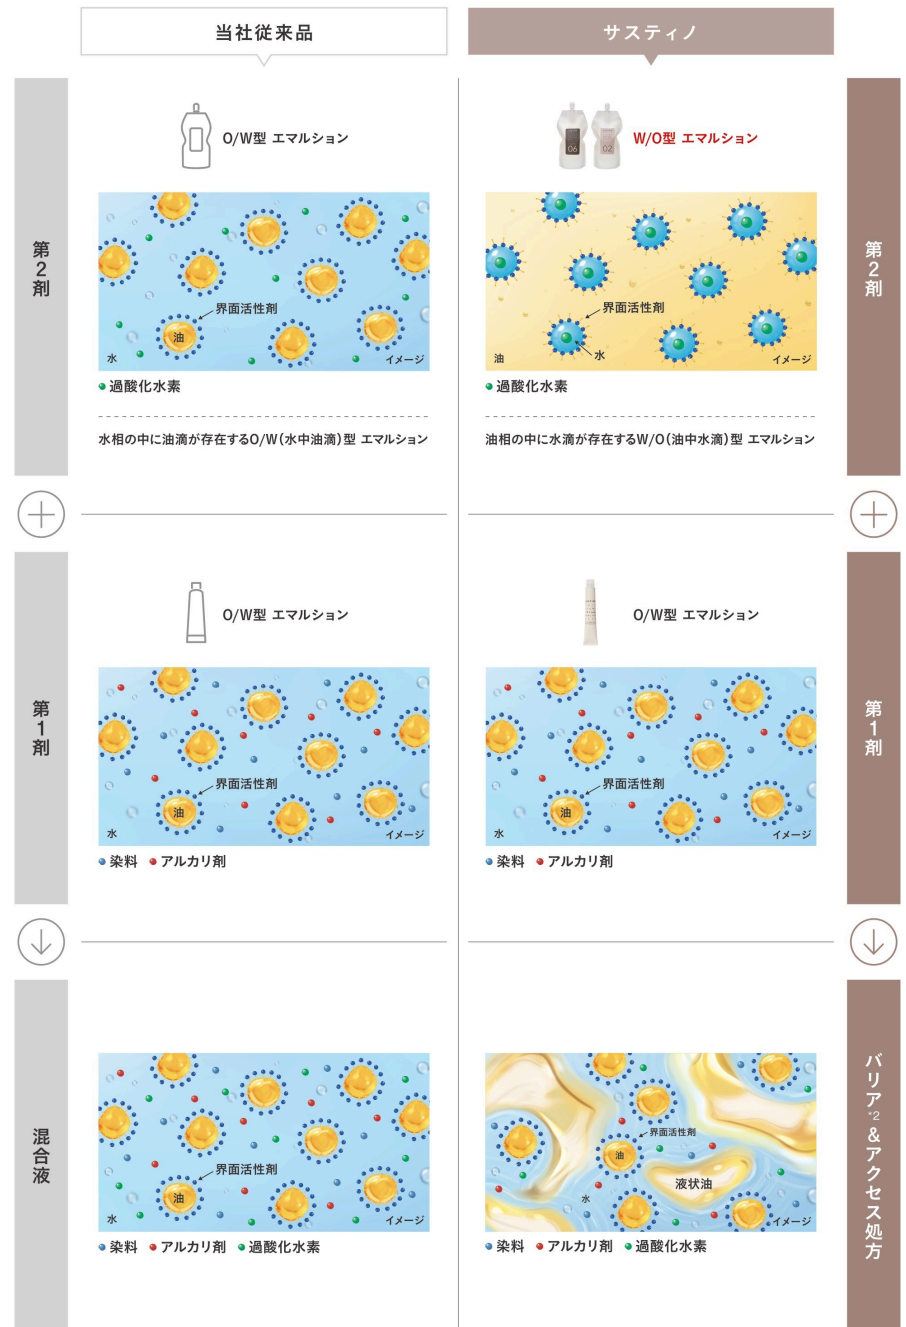 当社従来品
サスティノ
第2剤
O/W型 エマルション
界面活性剤
油
水
イメージ
過酸化水素
水相の中に油滴が存在するO/W(水中油滴)型 エマルション
W/O型 エマルション
06
02
界面活性剤
水
油
イメージ
過酸化水素
油相の中に水滴が存在するW/O(油中水滴)型 エマルション
第2剤
第1剤
O/W型 エマルション
界面活性剤
油
水
イメージ
染料 アルカリ剤
O/W型 エマルション
界面活性剤
油
水
イメージ
染料 アルカリ剤
第1剤
混合液
界面活性剤
油
水
イメージ
染料 アルカリ剤 過酸化水素
界面活性剤
油
液状油
水
イメージ
染料 アルカリ剤 過酸化水素
バリア*2&アクセス処方